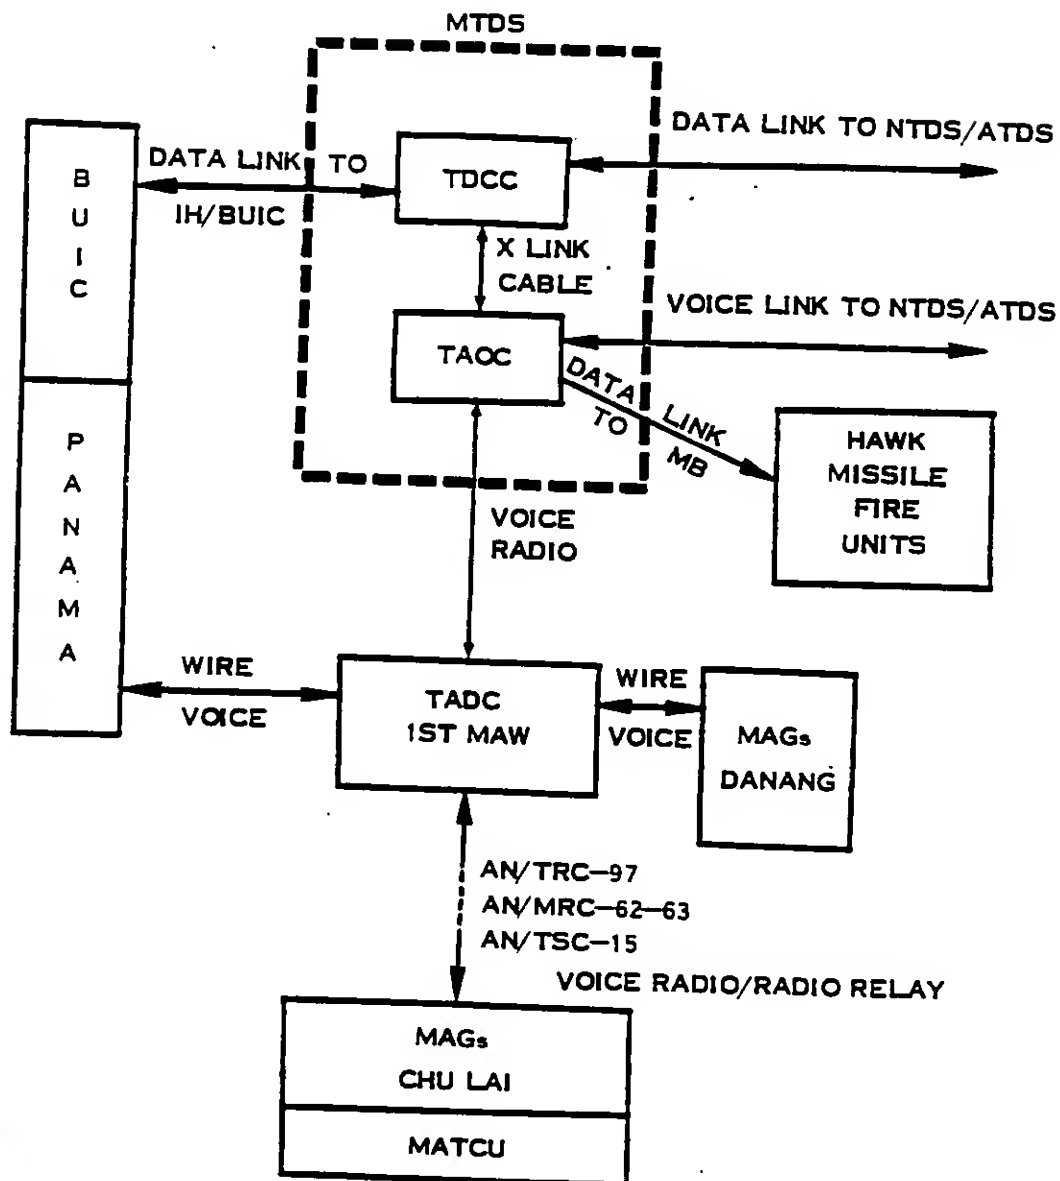 MTDS
B
U
I
C
P
A
N
A
M
A
DATA LINK TO
IH/BUIC
TDCC
DATA LINK TO NTDS/ATDS
X LINK
CABLE
TAOC
VOICE LINK TO NTDS/ATDS
DATA LINK
TO MB
HAWK
MISSILE
FIRE
UNITS
VOICE
RADIO
WIRE
VOICE
TADC
1ST MAW
WIRE
VOICE
MAGs
DANANG
AN/TRC-97
AN/MRC-62-63
AN/TSC-15
VOICE RADIO/RADIO RELAY
MAGs
CHU LAI
MATCU